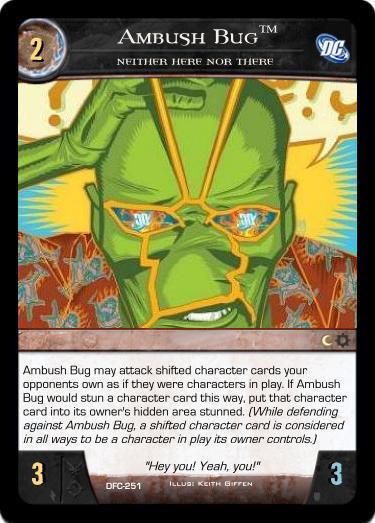 2
AMBUSH BUG™
DC
NEITHER HERE NOR THERE
Ambush Bug may attack shifted character cards your
opponents own as if they were characters in play. If Ambush
Bug would stun a character card this way, put that character
card into its owner's hidden area stunned. (While defending
against Ambush Bug, a shifted character card is considered
in all ways to be a character in play its owner controls.)
"Hey you! Yeah, you!"
3
DFC-251
ILLUS: KEITH GIFFEN
3